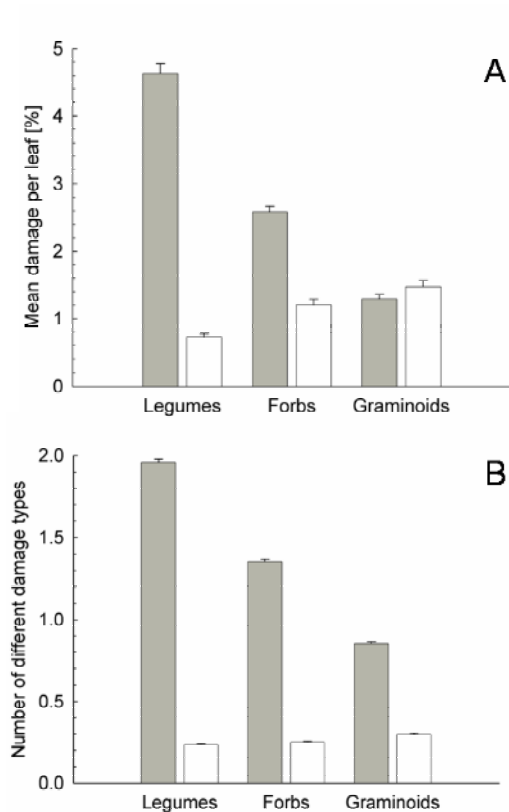 A
Mean damage per leaf [%]
5
4
3
2
1
0
Legumes Forbs Graminoids
B
Number of different damage types
2.0
1.5
1.0
0.5
0.0
Legumes Forbs Graminoids